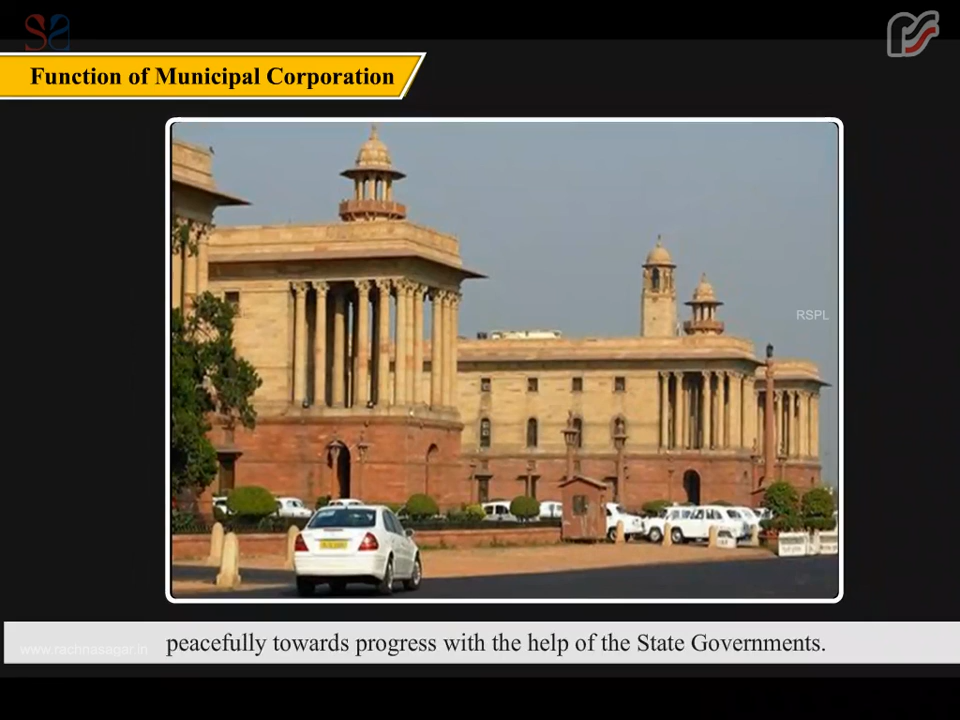 Function of Municipal Corporation
RSPL
www.rachnasagar.in
peacefully towards progress with the help of the State Governments.